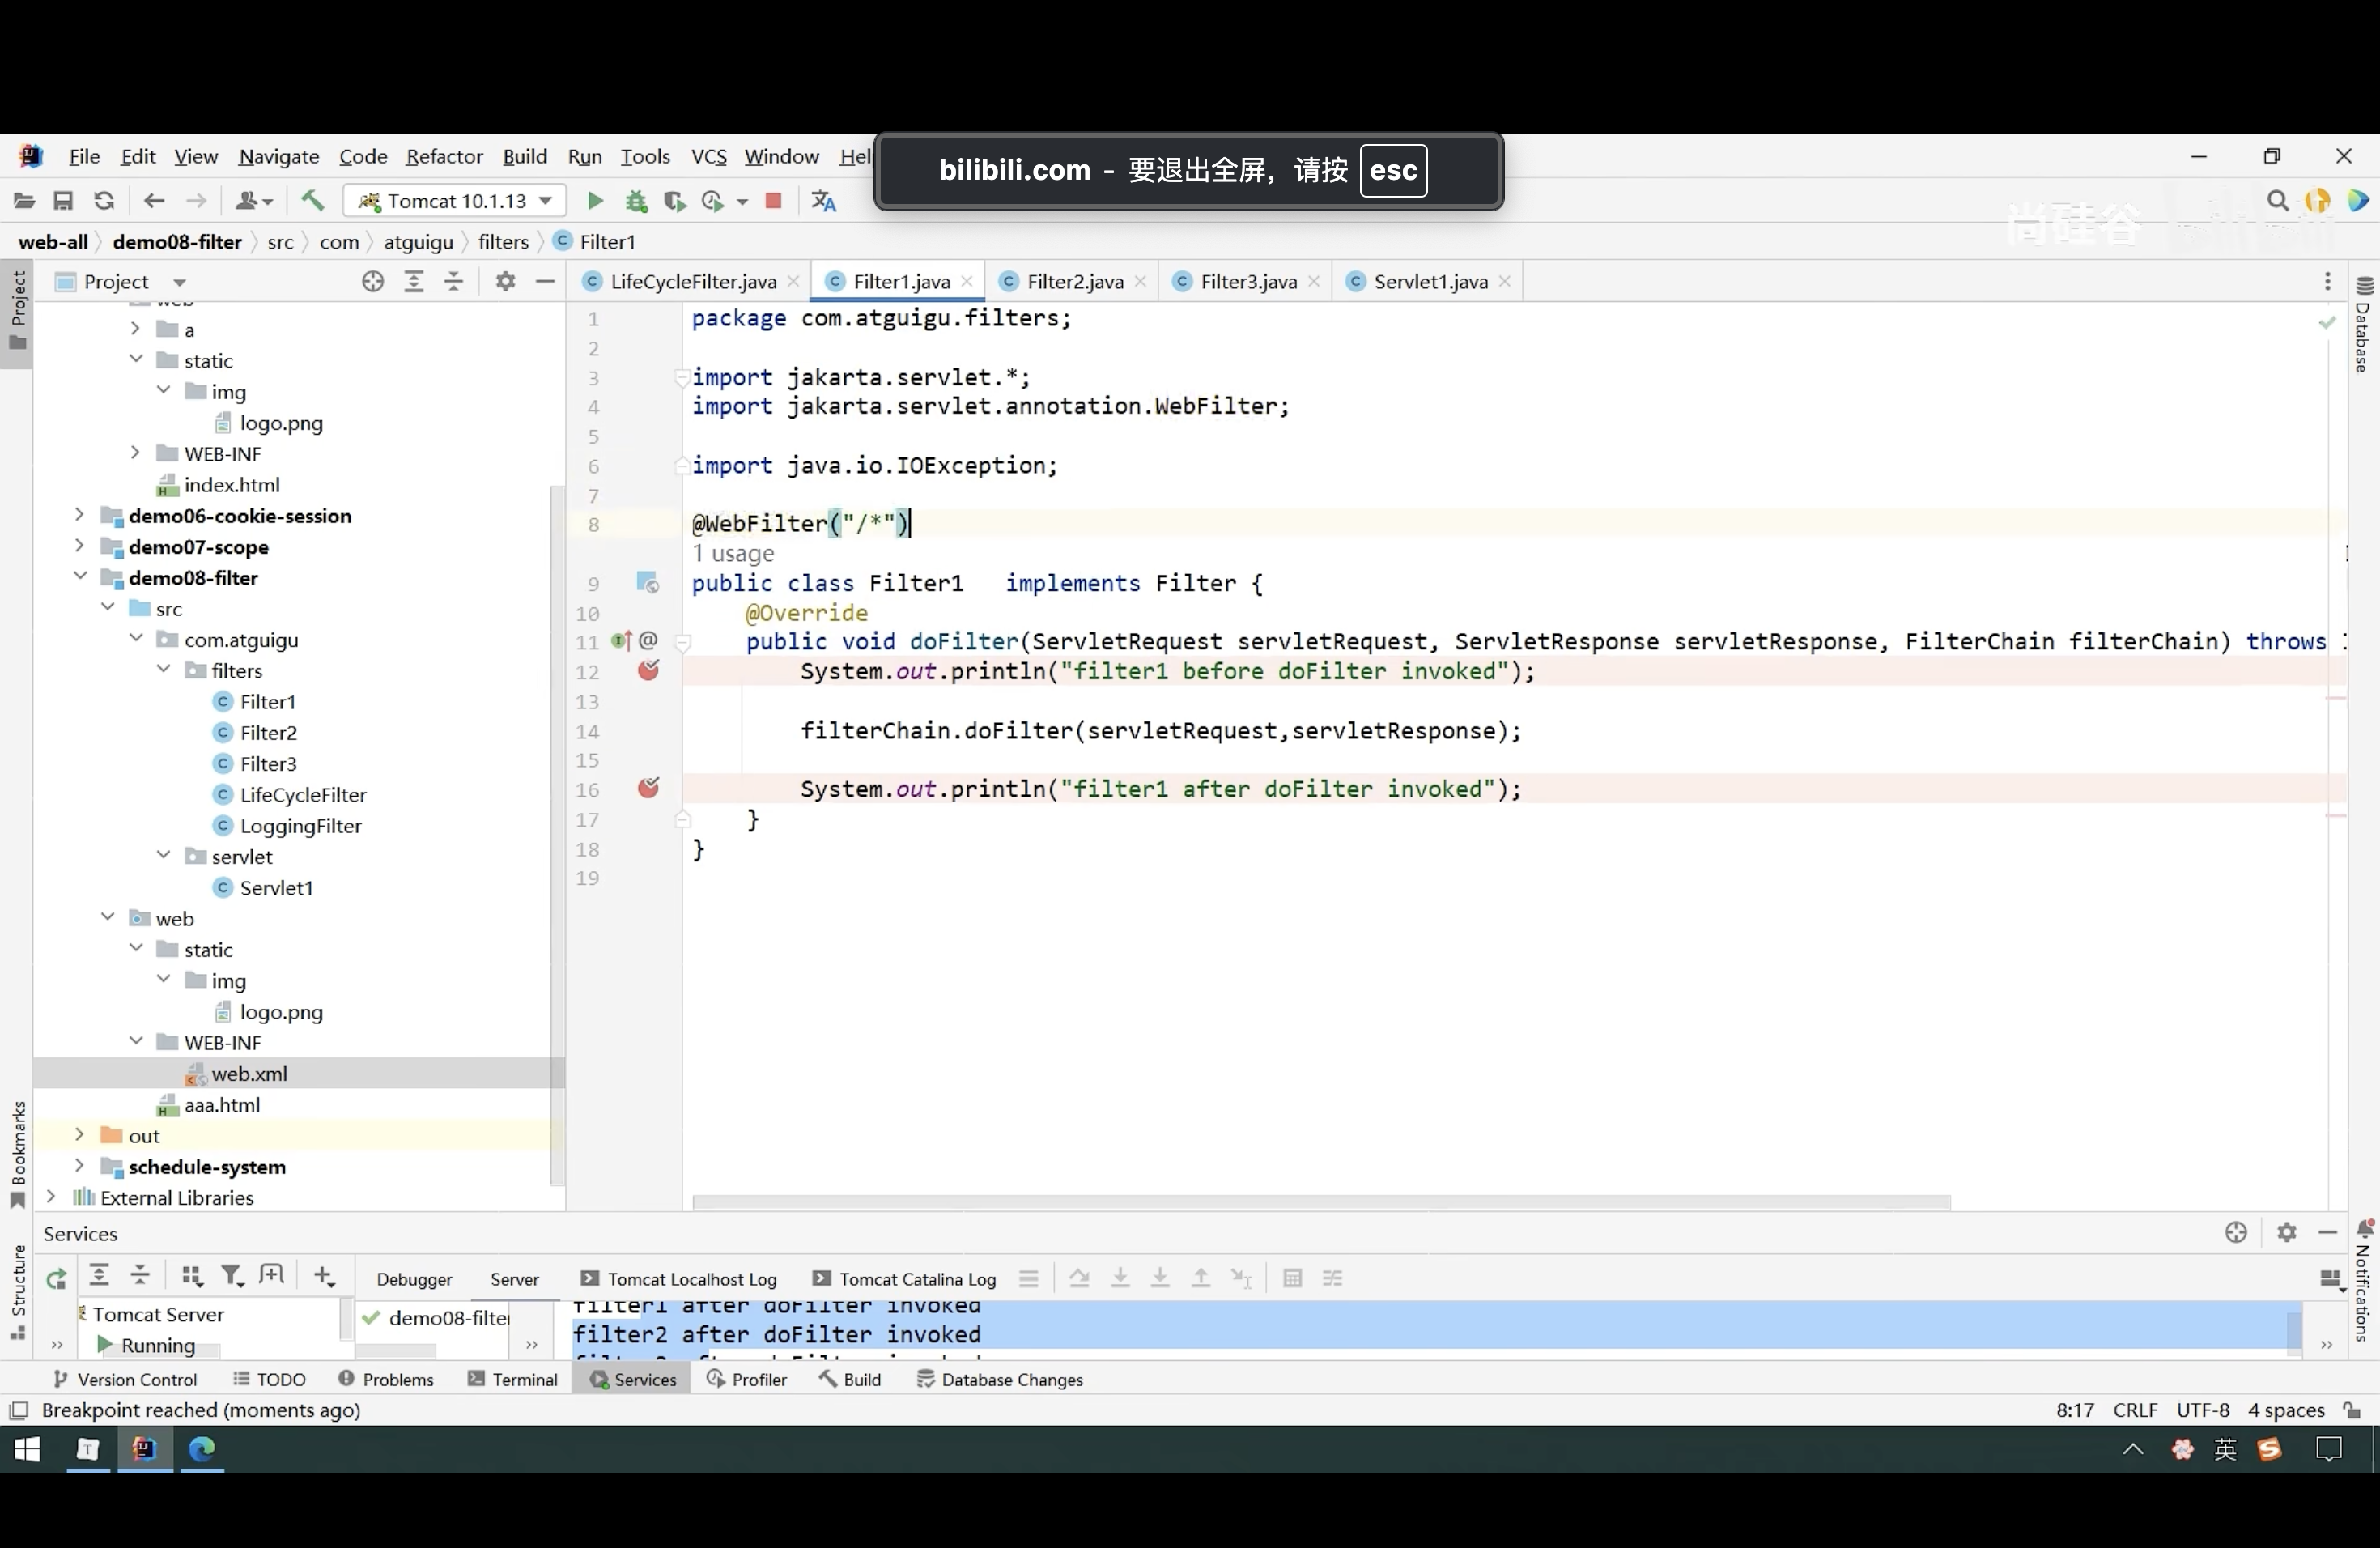 File Edit View Navigate Code Refactor Build Run Tools VCS Window Help
bilibili.com - 要退出全屏，请按 esc
Tomcat 10.1.13
尚硅谷 bilibili
web-all demo08-filter src com atguigu filters Filter1
Project
LifeCycleFilter.java Filter1.java Filter2.java Filter3.java Servlet1.java
Project
Database
a
static
img
logo.png
WEB-INF
index.html
demo06-cookie-session
demo07-scope
demo08-filter
src
com.atguigu
filters
Filter1
Filter2
Filter3
LifeCycleFilter
LoggingFilter
servlet
Servlet1
web
static
img
logo.png
WEB-INF
web.xml
aaa.html
out
schedule-system
External Libraries
1 package com.atguigu.filters;
2
3 import jakarta.servlet.*;
4 import jakarta.servlet.annotation.WebFilter;
5
6 import java.io.IOException;
7
8 @WebFilter("/*")
1 usage
9 public class Filter1   implements Filter {
10 @Override
11 @ public void doFilter(ServletRequest servletRequest, ServletResponse servletResponse, FilterChain filterChain) throws
12 System.out.println("filter1 before doFilter invoked");
13
14 filterChain.doFilter(servletRequest,servletResponse);
15
16 System.out.println("filter1 after doFilter invoked");
17 }
18 }
19
Bookmarks
Structure
Notifications
Services
Debugger Server Tomcat Localhost Log Tomcat Catalina Log
Tomcat Server
Running
demo08-filter
filter1 after doFilter invoked
filter2 after doFilter invoked
Version Control TODO Problems Terminal Services Profiler Build Database Changes
Breakpoint reached (moments ago) 8:17 CRLF UTF-8 4 spaces
英